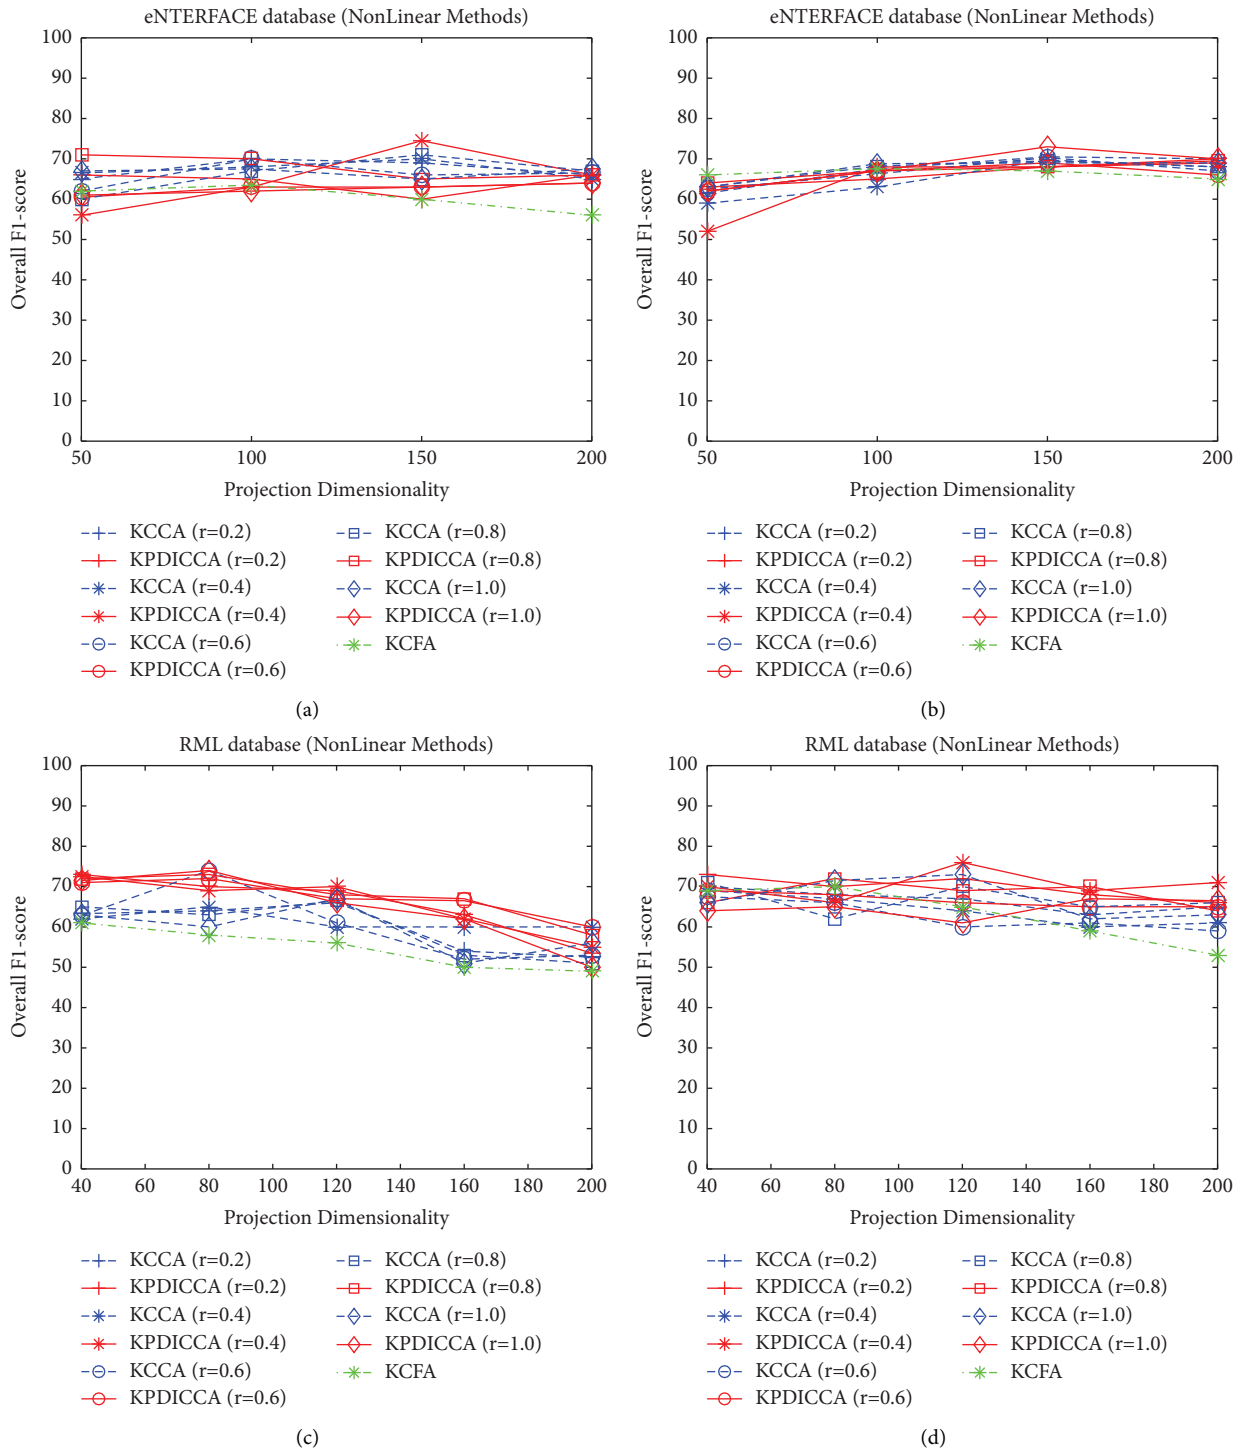 eNTERFACE database (NonLinear Methods)
100
90
80
70
60
50
40
30
20
10
0
Overall F1-score
50 100 150 200
Projection Dimensionality
KCCA (r=0.2)
KPDICCA (r=0.2)
KCCA (r=0.4)
KPDICCA (r=0.4)
KCCA (r=0.6)
KPDICCA (r=0.6)
KCCA (r=0.8)
KPDICCA (r=0.8)
KCCA (r=1.0)
KPDICCA (r=1.0)
KCFA
(a)
eNTERFACE database (NonLinear Methods)
100
90
80
70
60
50
40
30
20
10
0
Overall F1-score
50 100 150 200
Projection Dimensionality
KCCA (r=0.2)
KPDICCA (r=0.2)
KCCA (r=0.4)
KPDICCA (r=0.4)
KCCA (r=0.6)
KPDICCA (r=0.6)
KCCA (r=0.8)
KPDICCA (r=0.8)
KCCA (r=1.0)
KPDICCA (r=1.0)
KCFA
(b)
RML database (NonLinear Methods)
100
90
80
70
60
50
40
30
20
10
0
Overall F1-score
40 60 80 100 120 140 160 180 200
Projection Dimensionality
KCCA (r=0.2)
KPDICCA (r=0.2)
KCCA (r=0.4)
KPDICCA (r=0.4)
KCCA (r=0.6)
KPDICCA (r=0.6)
KCCA (r=0.8)
KPDICCA (r=0.8)
KCCA (r=1.0)
KPDICCA (r=1.0)
KCFA
(c)
RML database (NonLinear Methods)
100
90
80
70
60
50
40
30
20
10
0
Overall F1-score
40 60 80 100 120 140 160 180 200
Projection Dimensionality
KCCA (r=0.2)
KPDICCA (r=0.2)
KCCA (r=0.4)
KPDICCA (r=0.4)
KCCA (r=0.6)
KPDICCA (r=0.6)
KCCA (r=0.8)
KPDICCA (r=0.8)
KCCA (r=1.0)
KPDICCA (r=1.0)
KCFA
(d)